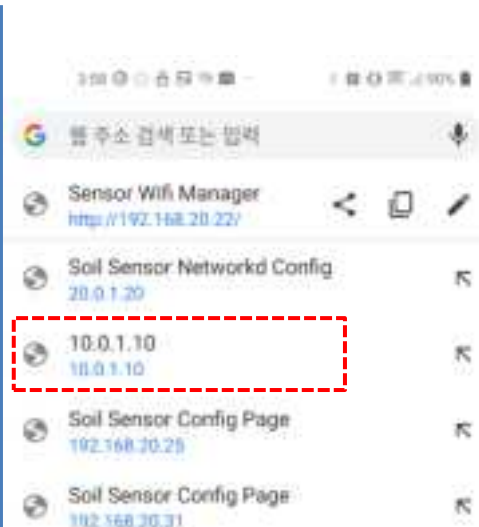 90%
웹 주소 검색 또는 입력
Sensor Wifi Manager
http://192.168.20.22/
Soil Sensor Networkd Config
20.0.1.20
10.0.1.10
10.0.1.10
Soil Sensor Config Page
192.168.20.25
Soil Sensor Config Page
192.168.20.31